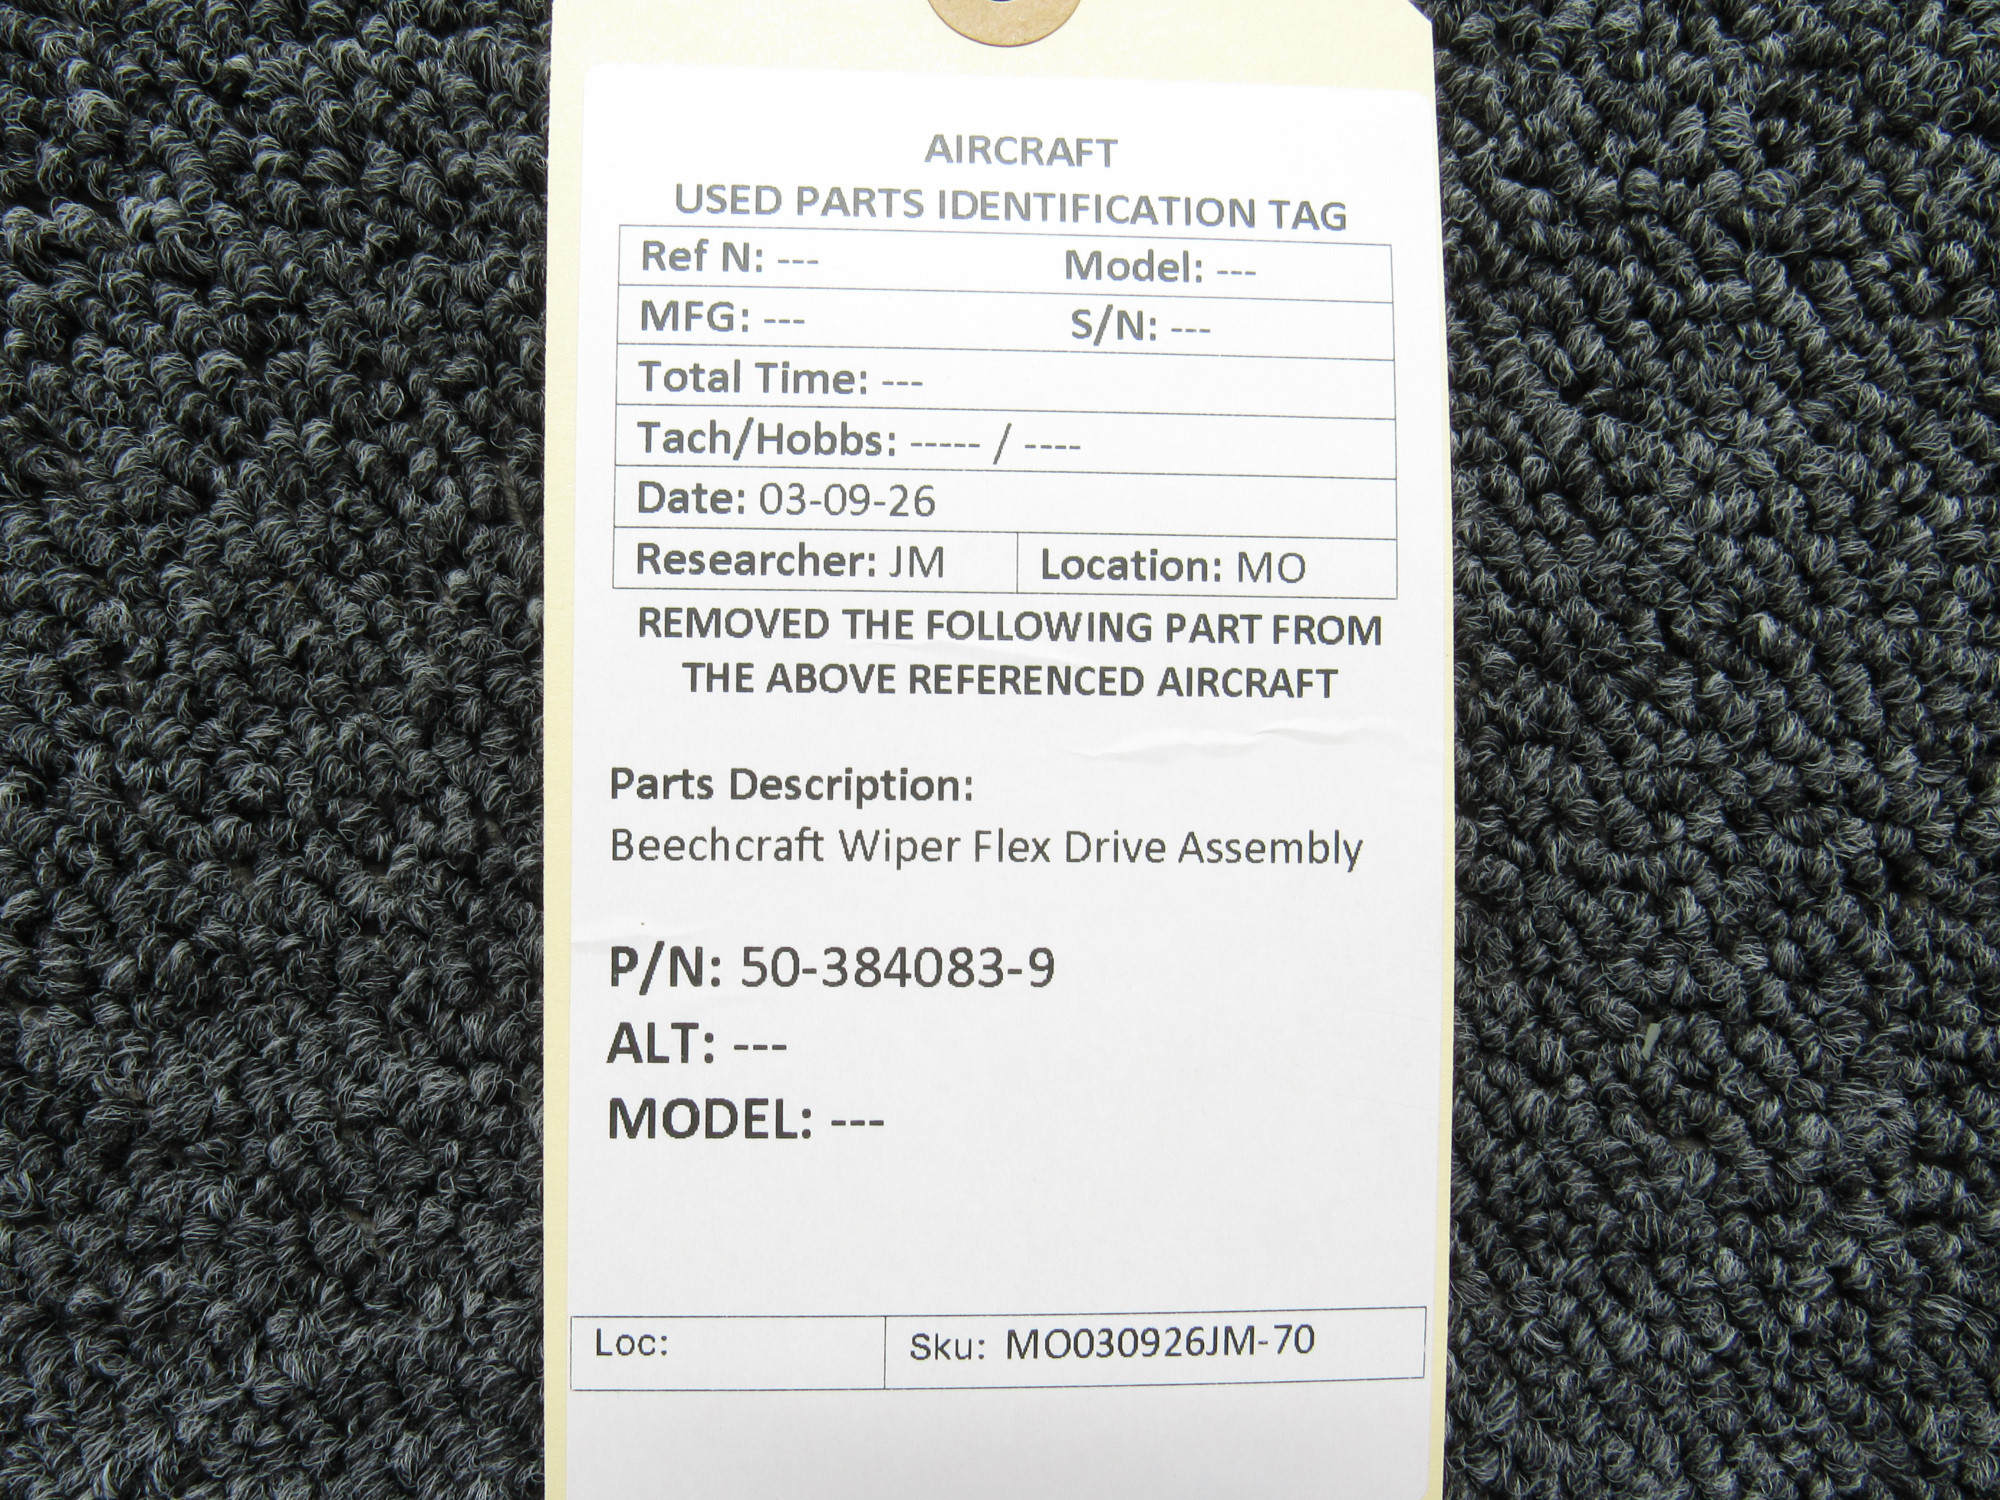 AIRCRAFT
USED PARTS IDENTIFICATION TAG
Ref N: --- Model: ---
MFG: --- S/N: ---
Total Time: ---
Tach/Hobbs: ----- / ----
Date: 03-09-26
Researcher: JM Location: MO
REMOVED THE FOLLOWING PART FROM
THE ABOVE REFERENCED AIRCRAFT
Parts Description:
Beechcraft Wiper Flex Drive Assembly
P/N: 50-384083-9
ALT: ---
MODEL: ---
Loc: Sku: MO030926JM-70